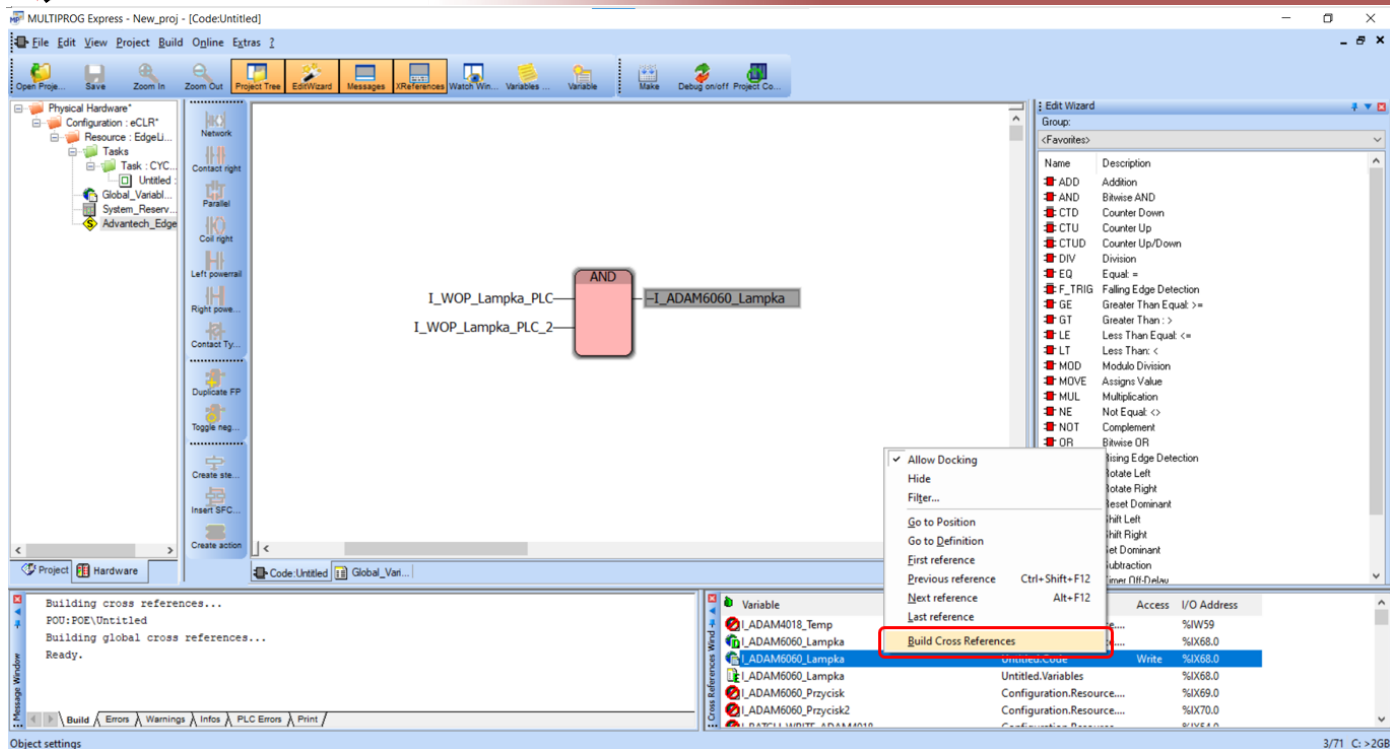 MULTIPROG Express - New_proj - [Code:Untitled]
File Edit View Project Build Online Extras ?
Open Proje... Save Zoom In Zoom Out Project Tree EditWizard Messages XReferences Watch Win... Variables ... Variable Make Debug on/off Project Co...
Physical Hardware*
Configuration : eCLR*
Resource : EdgeLi...
Tasks
Task : CYC...
Untitled :
Global_Variabl...
System_Reserv...
Advantech_Edge
Project Hardware
Network
Contact right
Parallel
Coil right
Left powerrail
Right powe...
Contact Ty...
Duplicate FP
Toggle neg...
Create ste...
Insert SFC...
Create action
AND
I_WOP_Lampka_PLC
I_ADAM6060_Lampka
I_WOP_Lampka_PLC_2
Code:Untitled Global_Vari...
Edit Wizard
Group:
<Favorites>
Name Description
ADD Addition
AND Bitwise AND
CTD Counter Down
CTU Counter Up
CTUD Counter Up/Down
DIV Division
EQ Equal: =
F_TRIG Falling Edge Detection
GE Greater Than Equal: >=
GT Greater Than : >
LE Less Than Equal: <=
LT Less Than: <
MOD Modulo Division
MOVE Assigns Value
MUL Multiplication
NE Not Equal: <>
NOT Complement
OR Bitwise OR
Rising Edge Detection
Rotate Left
Rotate Right
Reset Dominant
Shift Left
Shift Right
Set Dominant
Subtraction
Timer Off-Delay
Allow Docking
Hide
Filter...
Go to Position
Go to Definition
First reference
Previous reference Ctrl+Shift+F12
Next reference Alt+F12
Last reference
Build Cross References
Message Window
Building cross references...
POU:POE\Untitled
Building global cross references...
Ready.
Build Errors Warnings Infos PLC Errors Print
Cross References Wind
Variable Access I/O Address
I_ADAM4018_Temp %IW59
I_ADAM6060_Lampka %IX68.0
I_ADAM6060_Lampka Untitled.Code Write %IX68.0
I_ADAM6060_Lampka Untitled.Variables %IX68.0
I_ADAM6060_Przycisk Configuration.Resource.... %IX69.0
I_ADAM6060_Przycisk2 Configuration.Resource.... %IX70.0
Object settings 3/71 C: >2GB